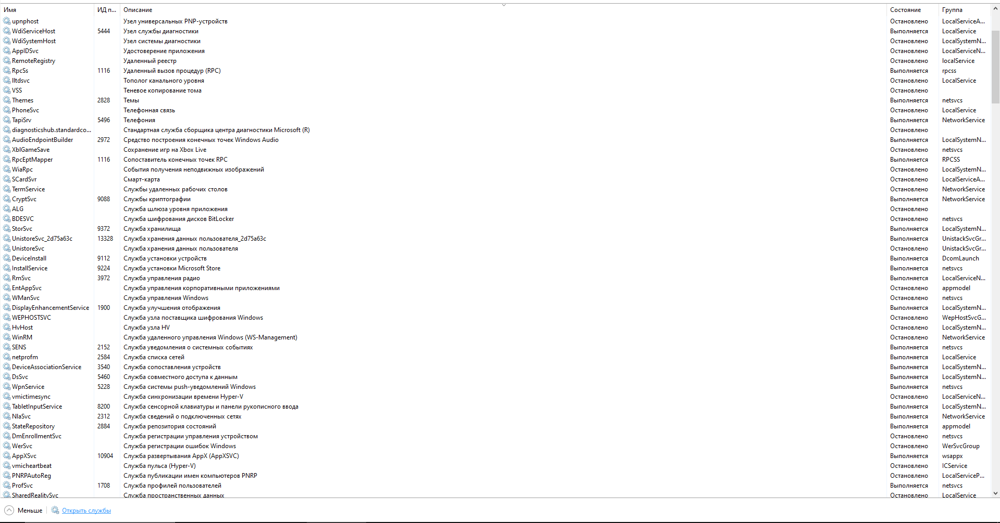 Имя ИД п... Описание Состояние Группа
upnphost Узел универсальных PNP-устройств Остановлено LocalServiceA...
WdiServiceHost 5444 Узел службы диагностики Выполняется LocalService
WdiSystemHost Узел системы диагностики Остановлено LocalSystemN...
AppIDSvc Удостоверение приложения Остановлено LocalServiceN...
RemoteRegistry Удаленный реестр Остановлено localService
RpcSs 1116 Удаленный вызов процедур (RPC) Выполняется rpcss
lltdsvc Тополог канального уровня Остановлено LocalService
VSS Теневое копирование тома Остановлено
Themes 2828 Темы Выполняется netsvcs
PhoneSvc Телефонная связь Остановлено LocalService
TapiSrv 5496 Телефония Выполняется NetworkService
diagnosticshub.standardco... Стандартная служба сборщика центра диагностики Microsoft (R) Остановлено
AudioEndpointBuilder 2972 Средство построения конечных точек Windows Audio Выполняется LocalSystemN...
XblGameSave Сохранение игр на Xbox Live Остановлено netsvcs
RpcEptMapper 1116 Сопоставитель конечных точек RPC Выполняется RPCSS
WiaRpc События получения неподвижных изображений Остановлено LocalSystemN...
SCardSvr Смарт-карта Остановлено LocalServiceA...
TermService Службы удаленных рабочих столов Остановлено NetworkService
CryptSvc 9088 Службы криптографии Выполняется NetworkService
ALG Служба шлюза уровня приложения Остановлено
BDESVC Служба шифрования дисков BitLocker Остановлено netsvcs
StorSvc 9372 Служба хранилища Выполняется LocalSystemN...
UnistoreSvc_2d75a63c 13328 Служба хранения данных пользователя_2d75a63c Выполняется UnistackSvcGr...
UnistoreSvc Служба хранения данных пользователя Остановлено UnistackSvcGr...
DeviceInstall 9112 Служба установки устройств Выполняется DcomLaunch
InstallService 9224 Служба установки Microsoft Store Выполняется netsvcs
RmSvc 3972 Служба управления радио Выполняется LocalServiceN...
EntAppSvc Служба управления корпоративными приложениями Остановлено appmodel
WManSvc Служба управления Windows Остановлено netsvcs
DisplayEnhancementService 1900 Служба улучшения отображения Выполняется LocalSystemN...
WEPHOSTSVC Служба узла поставщика шифрования Windows Остановлено WepHostSvcG...
HvHost Служба узла HV Остановлено LocalSystemN...
WinRM Служба удаленного управления Windows (WS-Management) Остановлено NetworkService
SENS 2152 Служба уведомления о системных событиях Выполняется netsvcs
netprofm 2584 Служба списка сетей Выполняется LocalService
DeviceAssociationService 3540 Служба сопоставления устройств Выполняется LocalSystemN...
DsSvc 5460 Служба совместного доступа к данным Выполняется LocalSystemN...
WpnService 5228 Служба системы push-уведомлений Windows Выполняется netsvcs
vmictimesync Служба синхронизации времени Hyper-V Остановлено LocalServiceN...
TabletInputService 8200 Служба сенсорной клавиатуры и панели рукописного ввода Выполняется LocalSystemN...
NlaSvc 2312 Служба сведений о подключенных сетях Выполняется NetworkService
StateRepository 2884 Служба репозитория состояний Выполняется appmodel
DmEnrollmentSvc Служба регистрации управления устройством Остановлено netsvcs
WerSvc Служба регистрации ошибок Windows Остановлено WerSvcGroup
AppXSvc 10904 Служба развертывания AppX (AppXSVC) Выполняется wsappx
vmicheartbeat Служба пульса (Hyper-V) Остановлено ICService
PNRPAutoReg Служба публикации имен компьютеров PNRP Остановлено LocalServiceP...
ProfSvc 1708 Служба профилей пользователей Выполняется netsvcs
SharedRealitySvc Служба пространственных данных Остановлено LocalService
Меньше Открыть службы